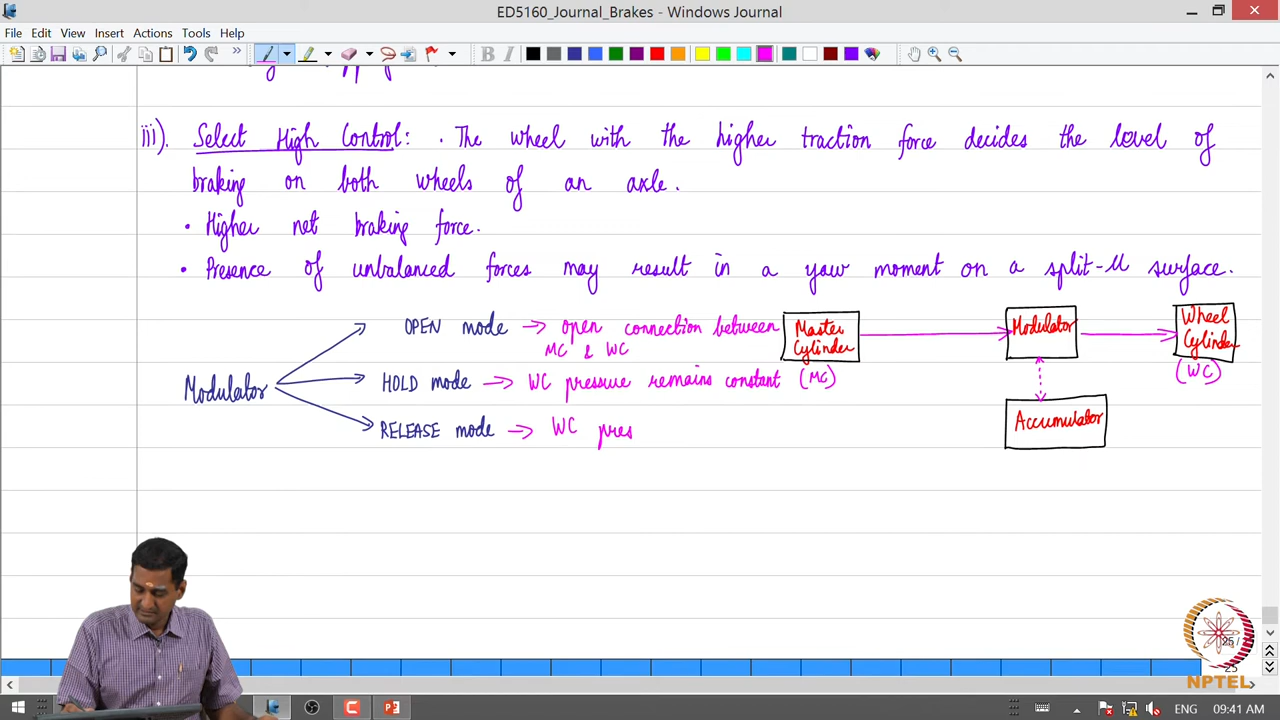 ED5160_Journal_Brakes - Windows Journal
File Edit View Insert Actions Tools Help
iii). Select High Control: . The wheel with the higher traction force decides the level of
braking on both wheels of an axle.
• Higher net braking force.
• Presence of unbalanced forces may result in a yaw moment on a split-μ surface.
Modulator
OPEN mode → open connection between
MC & WC
HOLD mode → WC pressure remains constant
RELEASE mode → WC pres
Master
Cylinder
(MC)
Modulator
Wheel
Cylinder
(WC)
Accumulator
25 /
25
NPTEL
ENG 09:41 AM